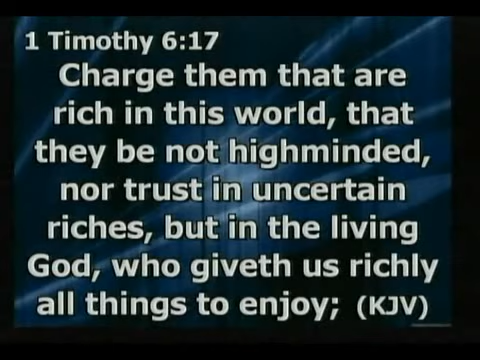 1 Timothy 6:17
Charge them that are
rich in this world, that
they be not highminded,
nor trust in uncertain
riches, but in the living
God, who giveth us richly
all things to enjoy; (KJV)